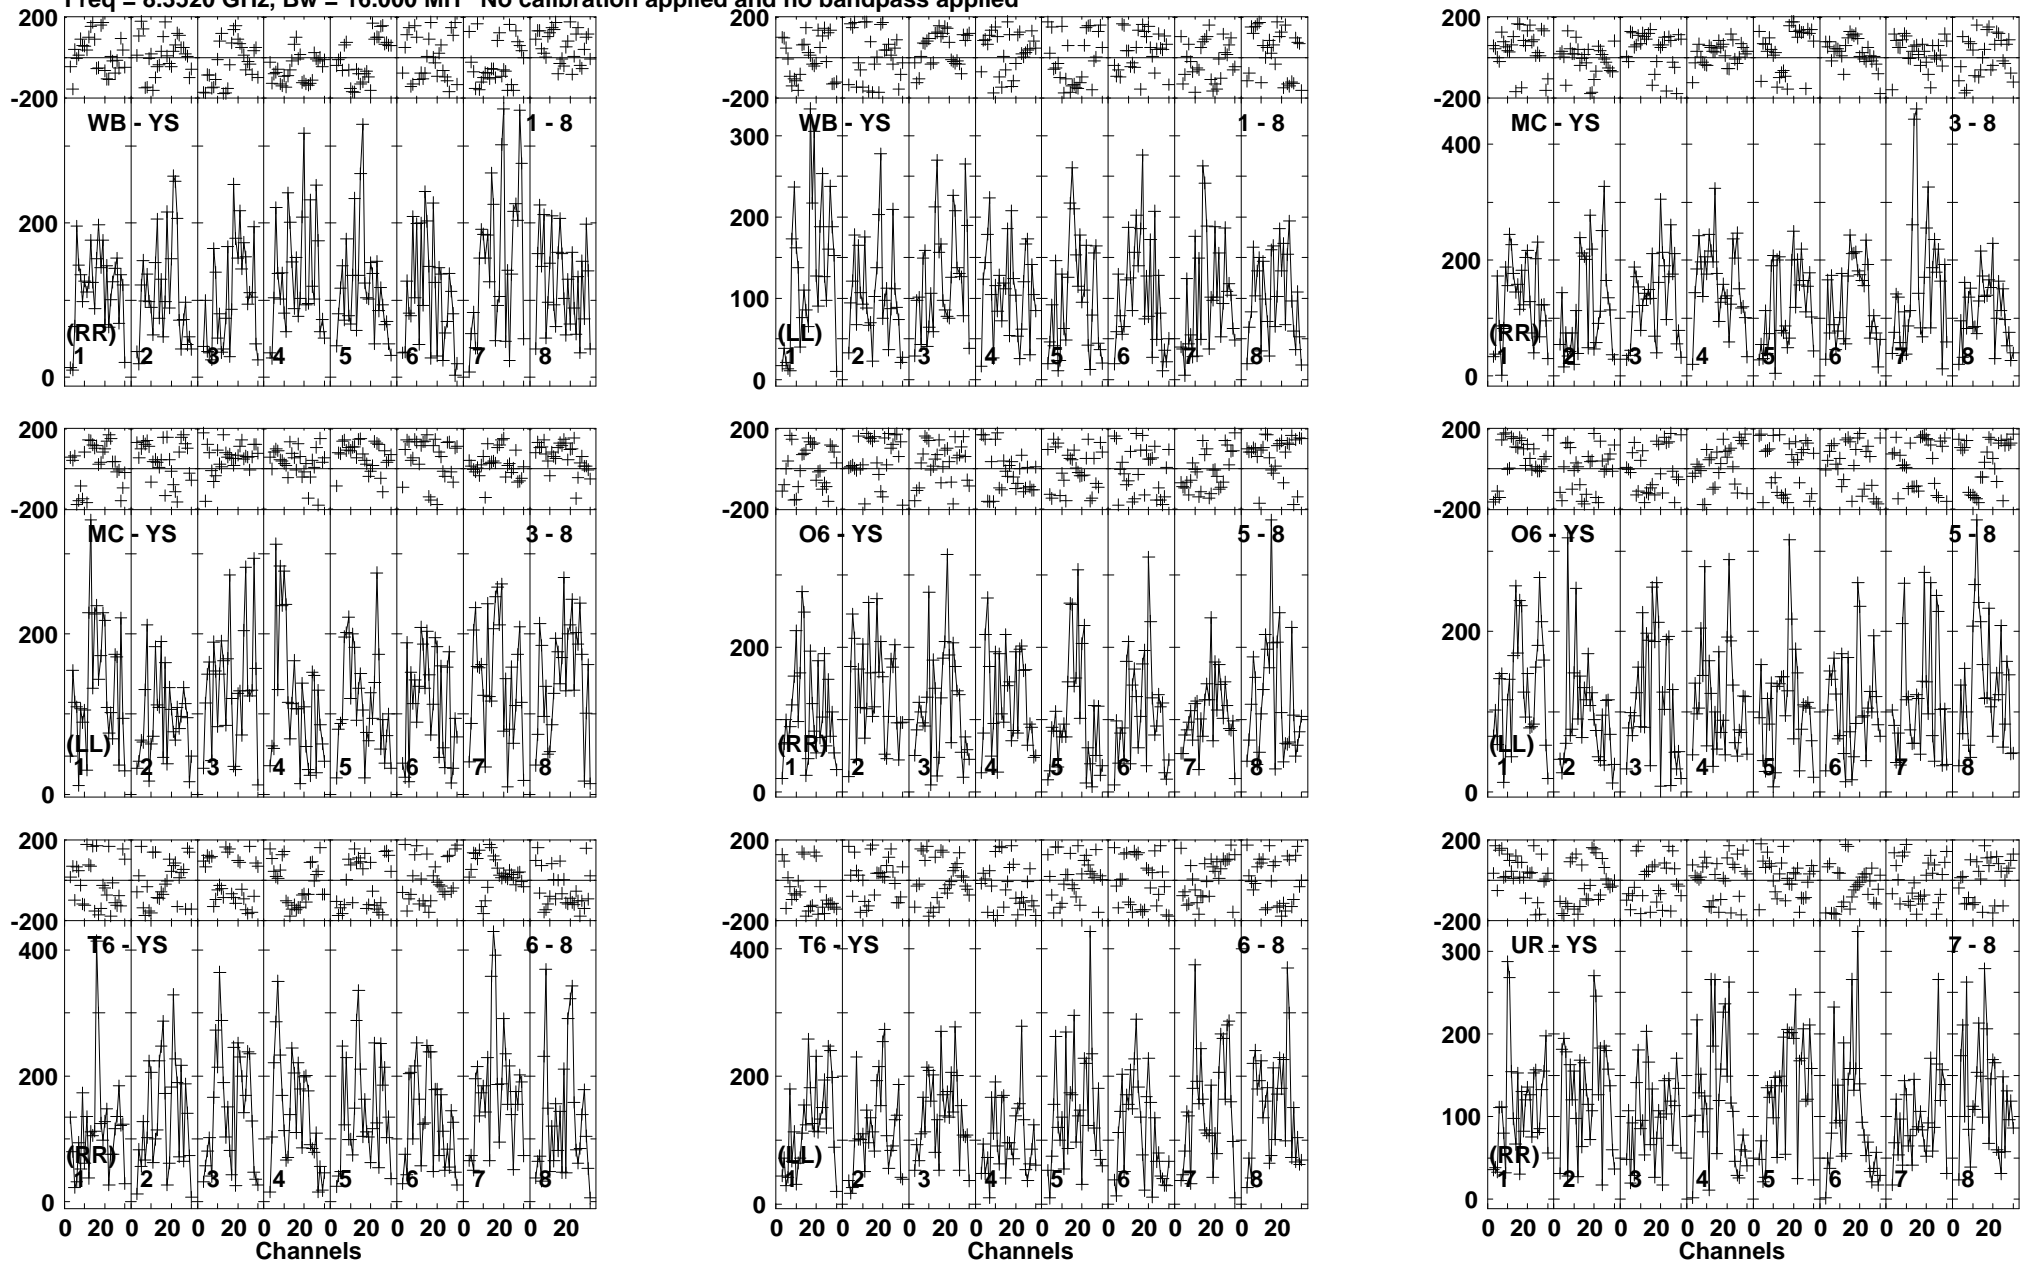 Freq = 8.3520 GHz, Bw = 16.000 MH No calibration applied and no bandpass applied
200 200 200
-200 -200 -200
WB - YS 1 - 8 WB - YS 1 - 8 MC - YS 3 - 8
300 400
200 200 200
100
(RR) (LL) (RR)
1 2 3 4 5 6 7 8 1 2 3 4 5 6 7 8 1 2 3 4 5 6 7 8
0 0 0
200 200 200
-200 -200 -200
MC - YS 3 - 8 O6 - YS 5 - 8 O6 - YS 5 - 8
200 200 200
(LL) (RR) (LL)
1 2 3 4 5 6 7 8 1 2 3 4 5 6 7 8 1 2 3 4 5 6 7 8
0 0 0
200 200 200
-200 -200 -200
T6 - YS 6 - 8 T6 - YS 6 - 8 UR - YS 7 - 8
400 400 300
200 200 200
100
(RR) (LL) (RR)
1 2 3 4 5 6 7 8 1 2 3 4 5 6 7 8 1 2 3 4 5 6 7 8
0 0 0
0 20 0 20 0 20 0 20 0 20 0 20 0 20 0 20 0 20 0 20 0 20 0 20 0 20 0 20 0 20 0 20 0 20 0 20 0 20 0 20 0 20 0 20 0 20 0 20
Channels Channels Channels